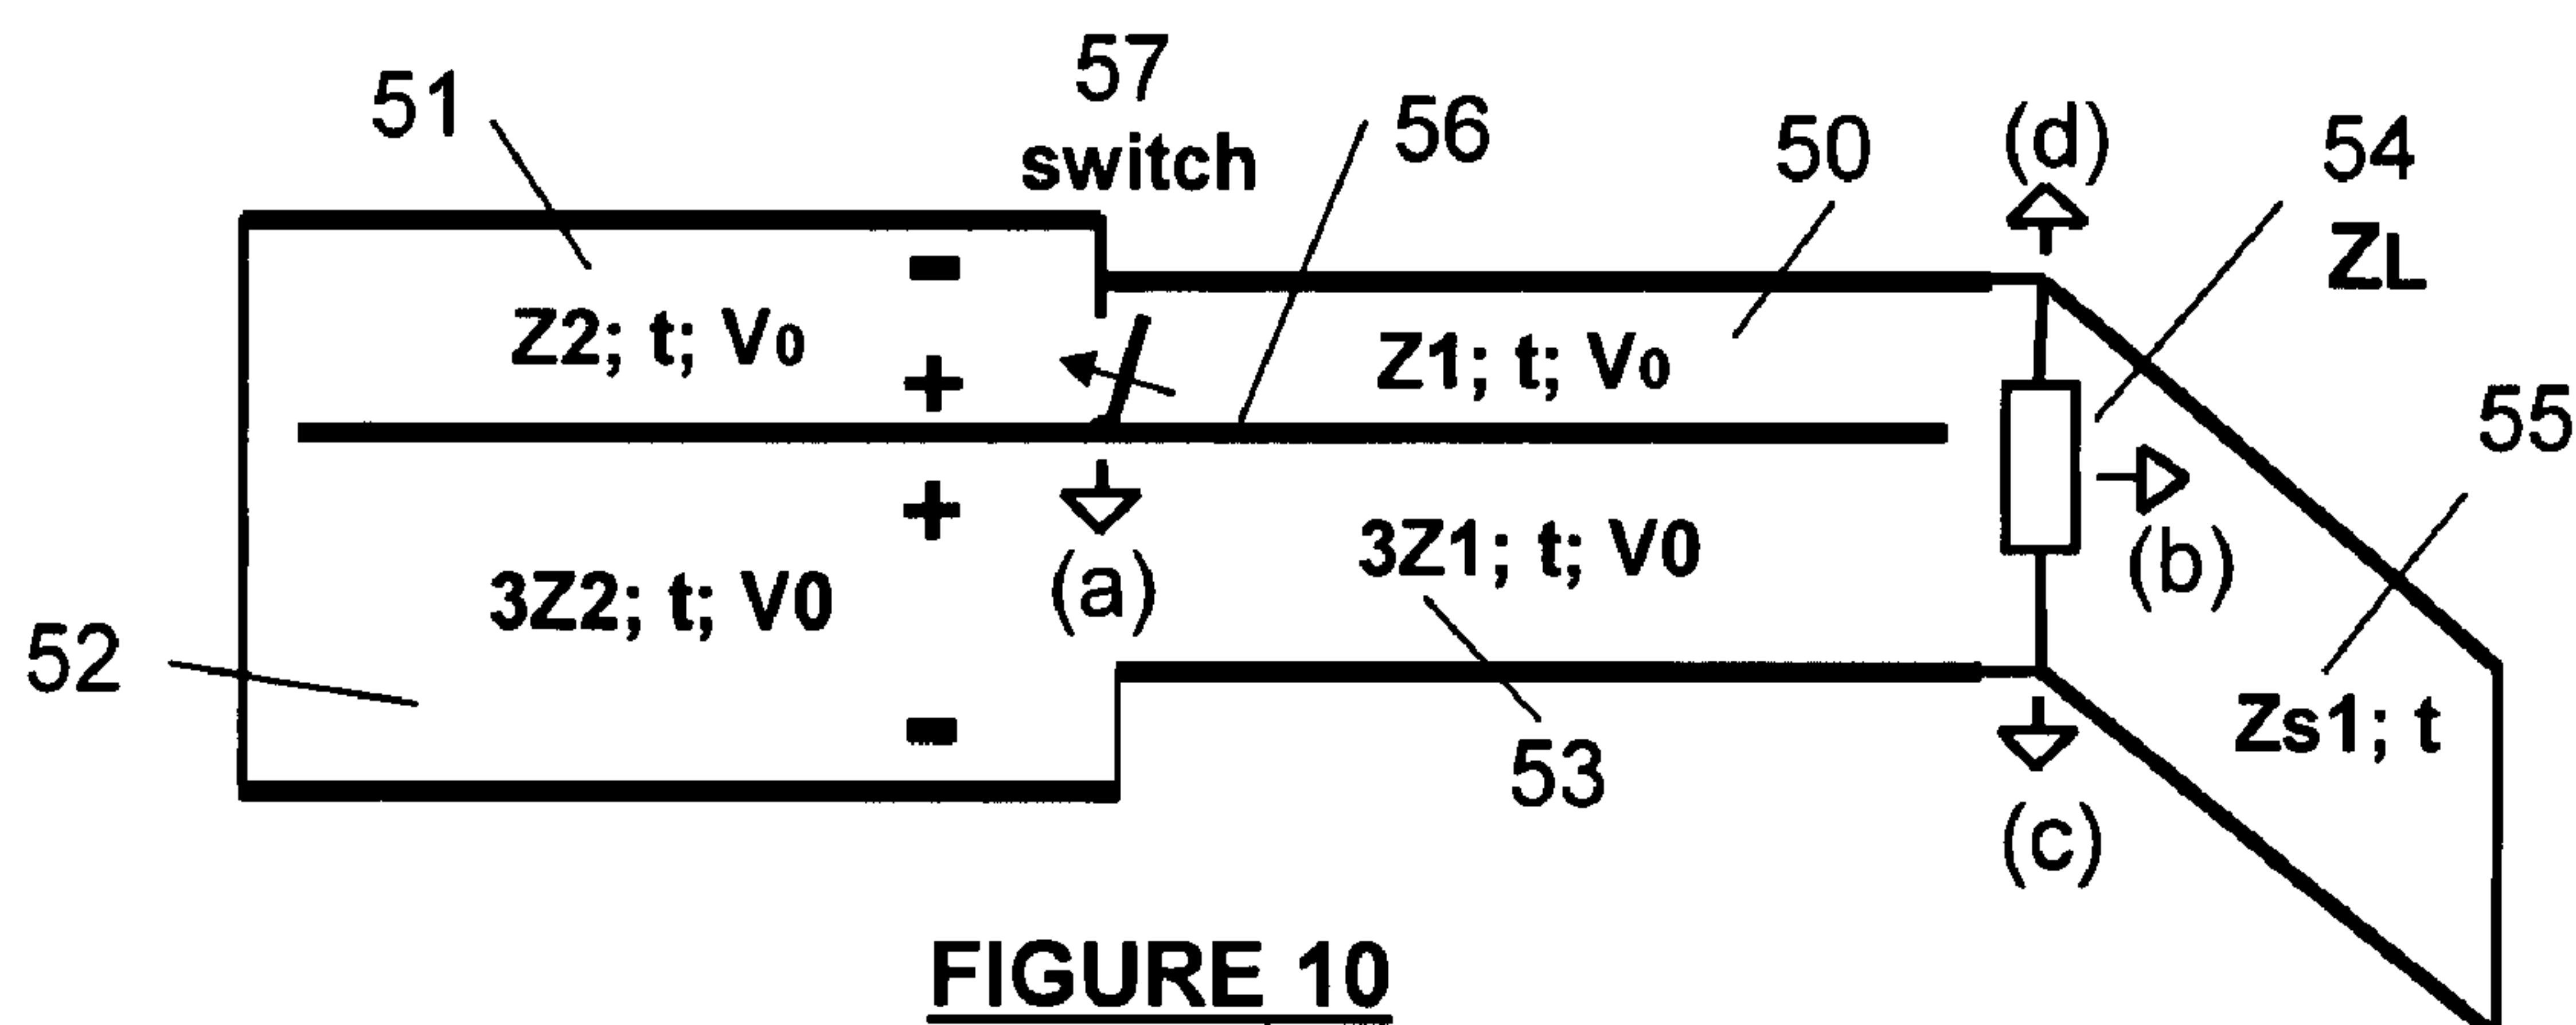 57
switch
51
56
50
(d)
54
ZL
-
Z2; t; V0
+
Z1; t; V0
55
+
(a)
3Z1; t; V0
(b)
3Z2; t; V0
52
-
53
Zs1; t
(c)
FIGURE 10